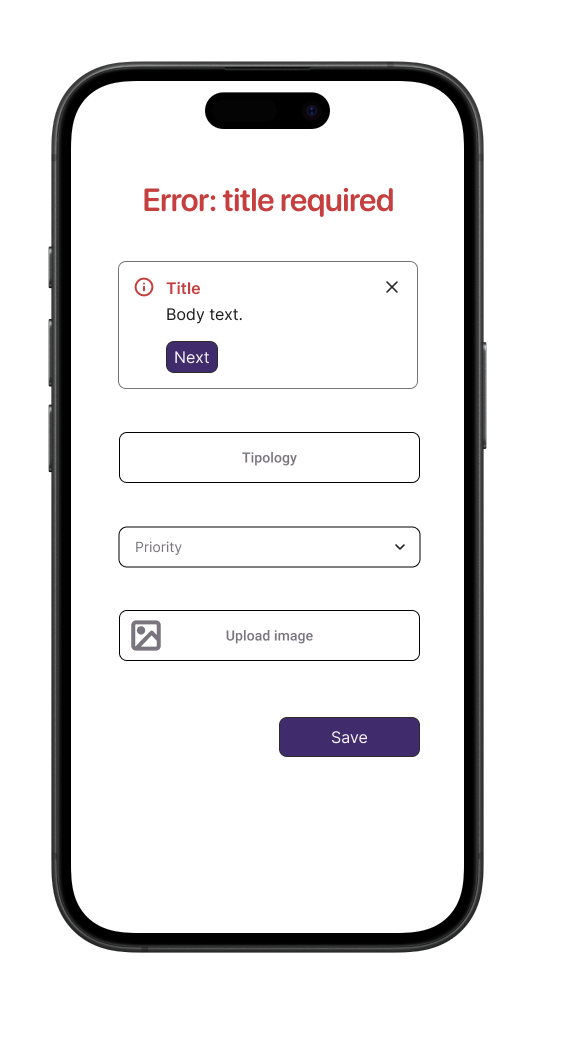 Error: title required
Title
Body text.
Next
Tipology
Priority
Upload image
Save